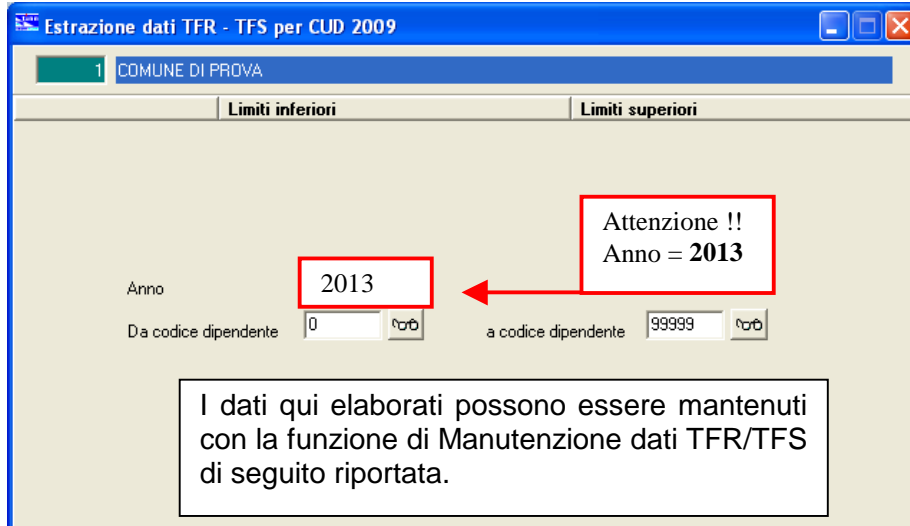 Estrazione dati TFR - TFS per CUD 2009
1 COMUNE DI PROVA
Limiti inferiori Limiti superiori
Attenzione !!
Anno = 2013
Anno 2013
Da codice dipendente 0 a codice dipendente 99999
I dati qui elaborati possono essere mantenuti
con la funzione di Manutenzione dati TFR/TFS
di seguito riportata.